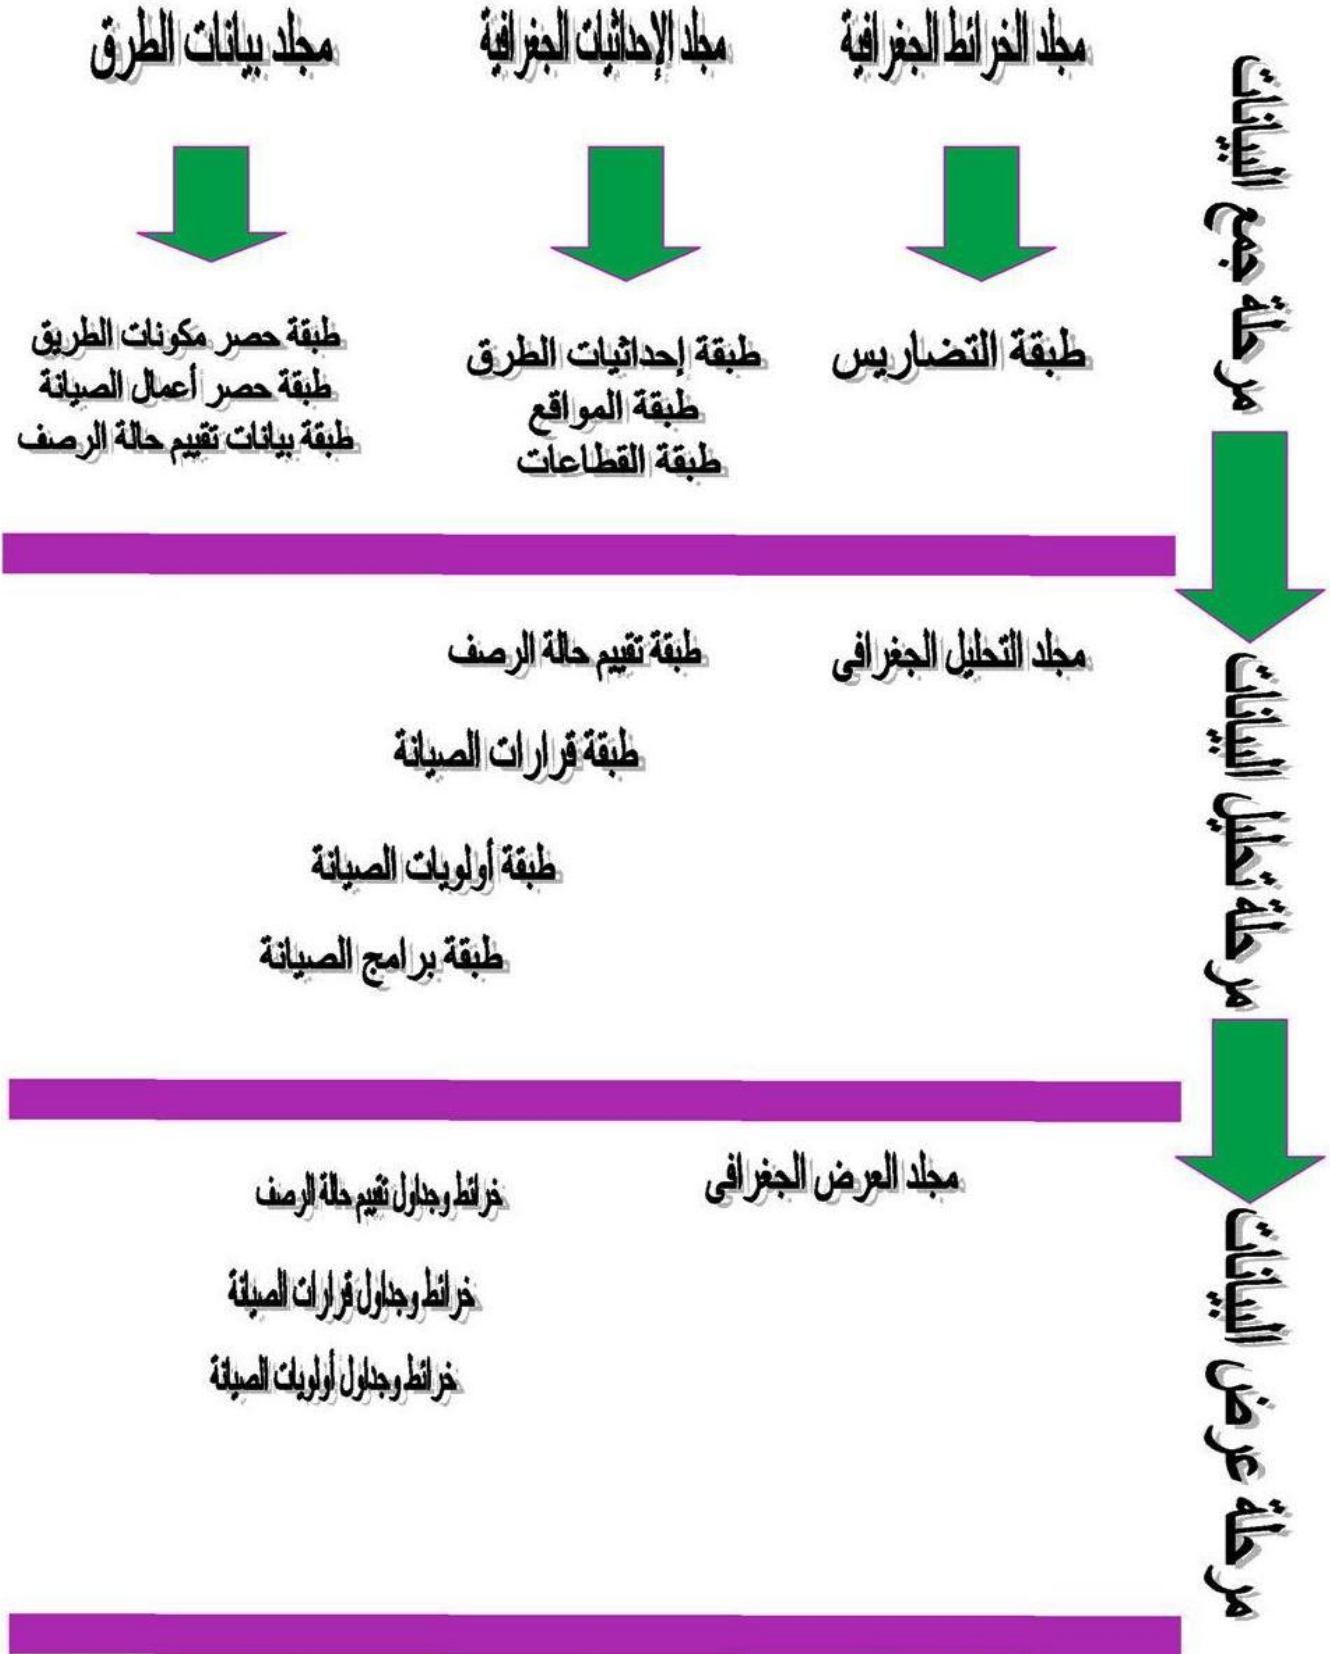 مرحلة جمع البيانات
مجلد الخرائط الجغرافية
طبقة التضاريس
مجلد الإحداثيات الجغرافية
طبقة إحداثيات الطرق
طبقة المواقع
طبقة القطاعات
مجلد بيانات الطرق
طبقة حصر مكونات الطريق
طبقة حصر أعمال الصيانة
طبقة بيانات تقييم حالة الرصف
مرحلة تحليل البيانات
مجلد التحليل الجغرافى
طبقة تقييم حالة الرصف
طبقة قرارات الصيانة
طبقة أولويات الصيانة
طبقة برامج الصيانة
مرحلة عرض البيانات
مجلد العرض الجغرافى
خرائط وجداول تقييم حالة الرصف
خرائط وجداول قرارات الصيانة
خرائط وجداول أولويات الصيانة